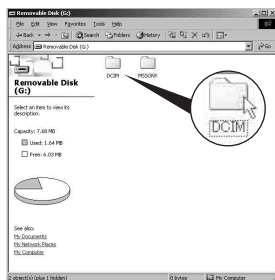 Removable Disk (G:)
File Edit View Favorites Tools Help
Back Search Folders History
Address Removable Disk (G:) Go
Removable Disk
(G:)
Select an item to view its
description.
Capacity: 7.68 MB
Used: 1.64 MB
Free: 6.03 MB
See also:
My Documents
My Network Places
My Computer
DCIM MSSONY
DCIM
2 object(s) (plus 1 hidden) 0 bytes My Computer